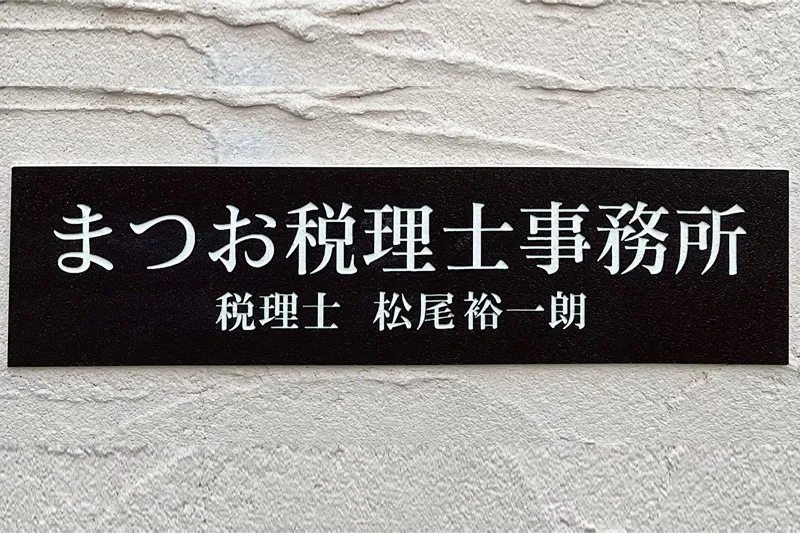 まつお税理士事務所
税理士 松尾裕一朗